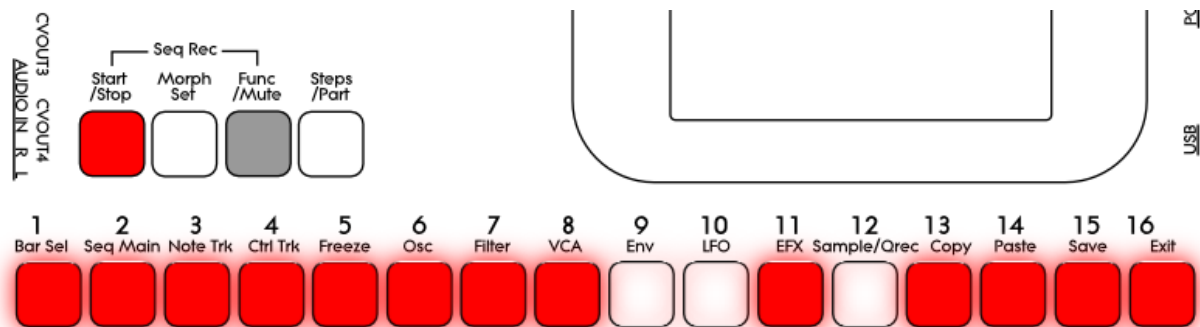 CVOUT3 CVOUT4
AUDIO IN R L
Seq Rec
Start Morph Func Steps
/Stop Set /Mute /Part
USB
1 2 3 4 5 6 7 8 9 10 11 12 13 14 15 16
Bar Sel Seq Main Note Trk Ctrl Trk Freeze Osc Filter VCA Env LFO EFX Sample/Qrec Copy Paste Save Exit